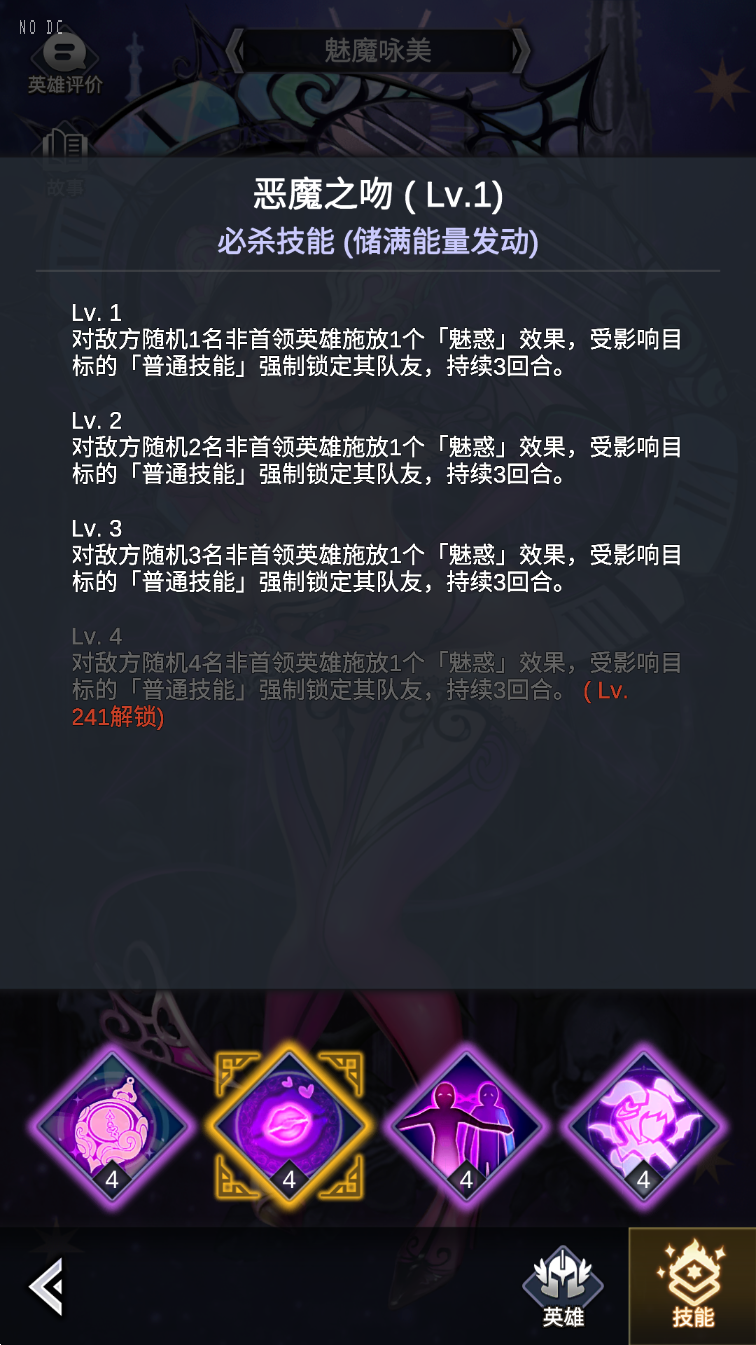 NO DC
魅魔咏美
英雄评价
故事
恶魔之吻 ( Lv.1)
必杀技能 (储满能量发动)
Lv. 1
对敌方随机1名非首领英雄施放1个「魅惑」效果，受影响目
标的「普通技能」强制锁定其队友，持续3回合。
Lv. 2
对敌方随机2名非首领英雄施放1个「魅惑」效果，受影响目
标的「普通技能」强制锁定其队友，持续3回合。
Lv. 3
对敌方随机3名非首领英雄施放1个「魅惑」效果，受影响目
标的「普通技能」强制锁定其队友，持续3回合。
Lv. 4
对敌方随机4名非首领英雄施放1个「魅惑」效果，受影响目
标的「普通技能」强制锁定其队友，持续3回合。 ( Lv.
241解锁)
4
4
4
4
英雄
技能